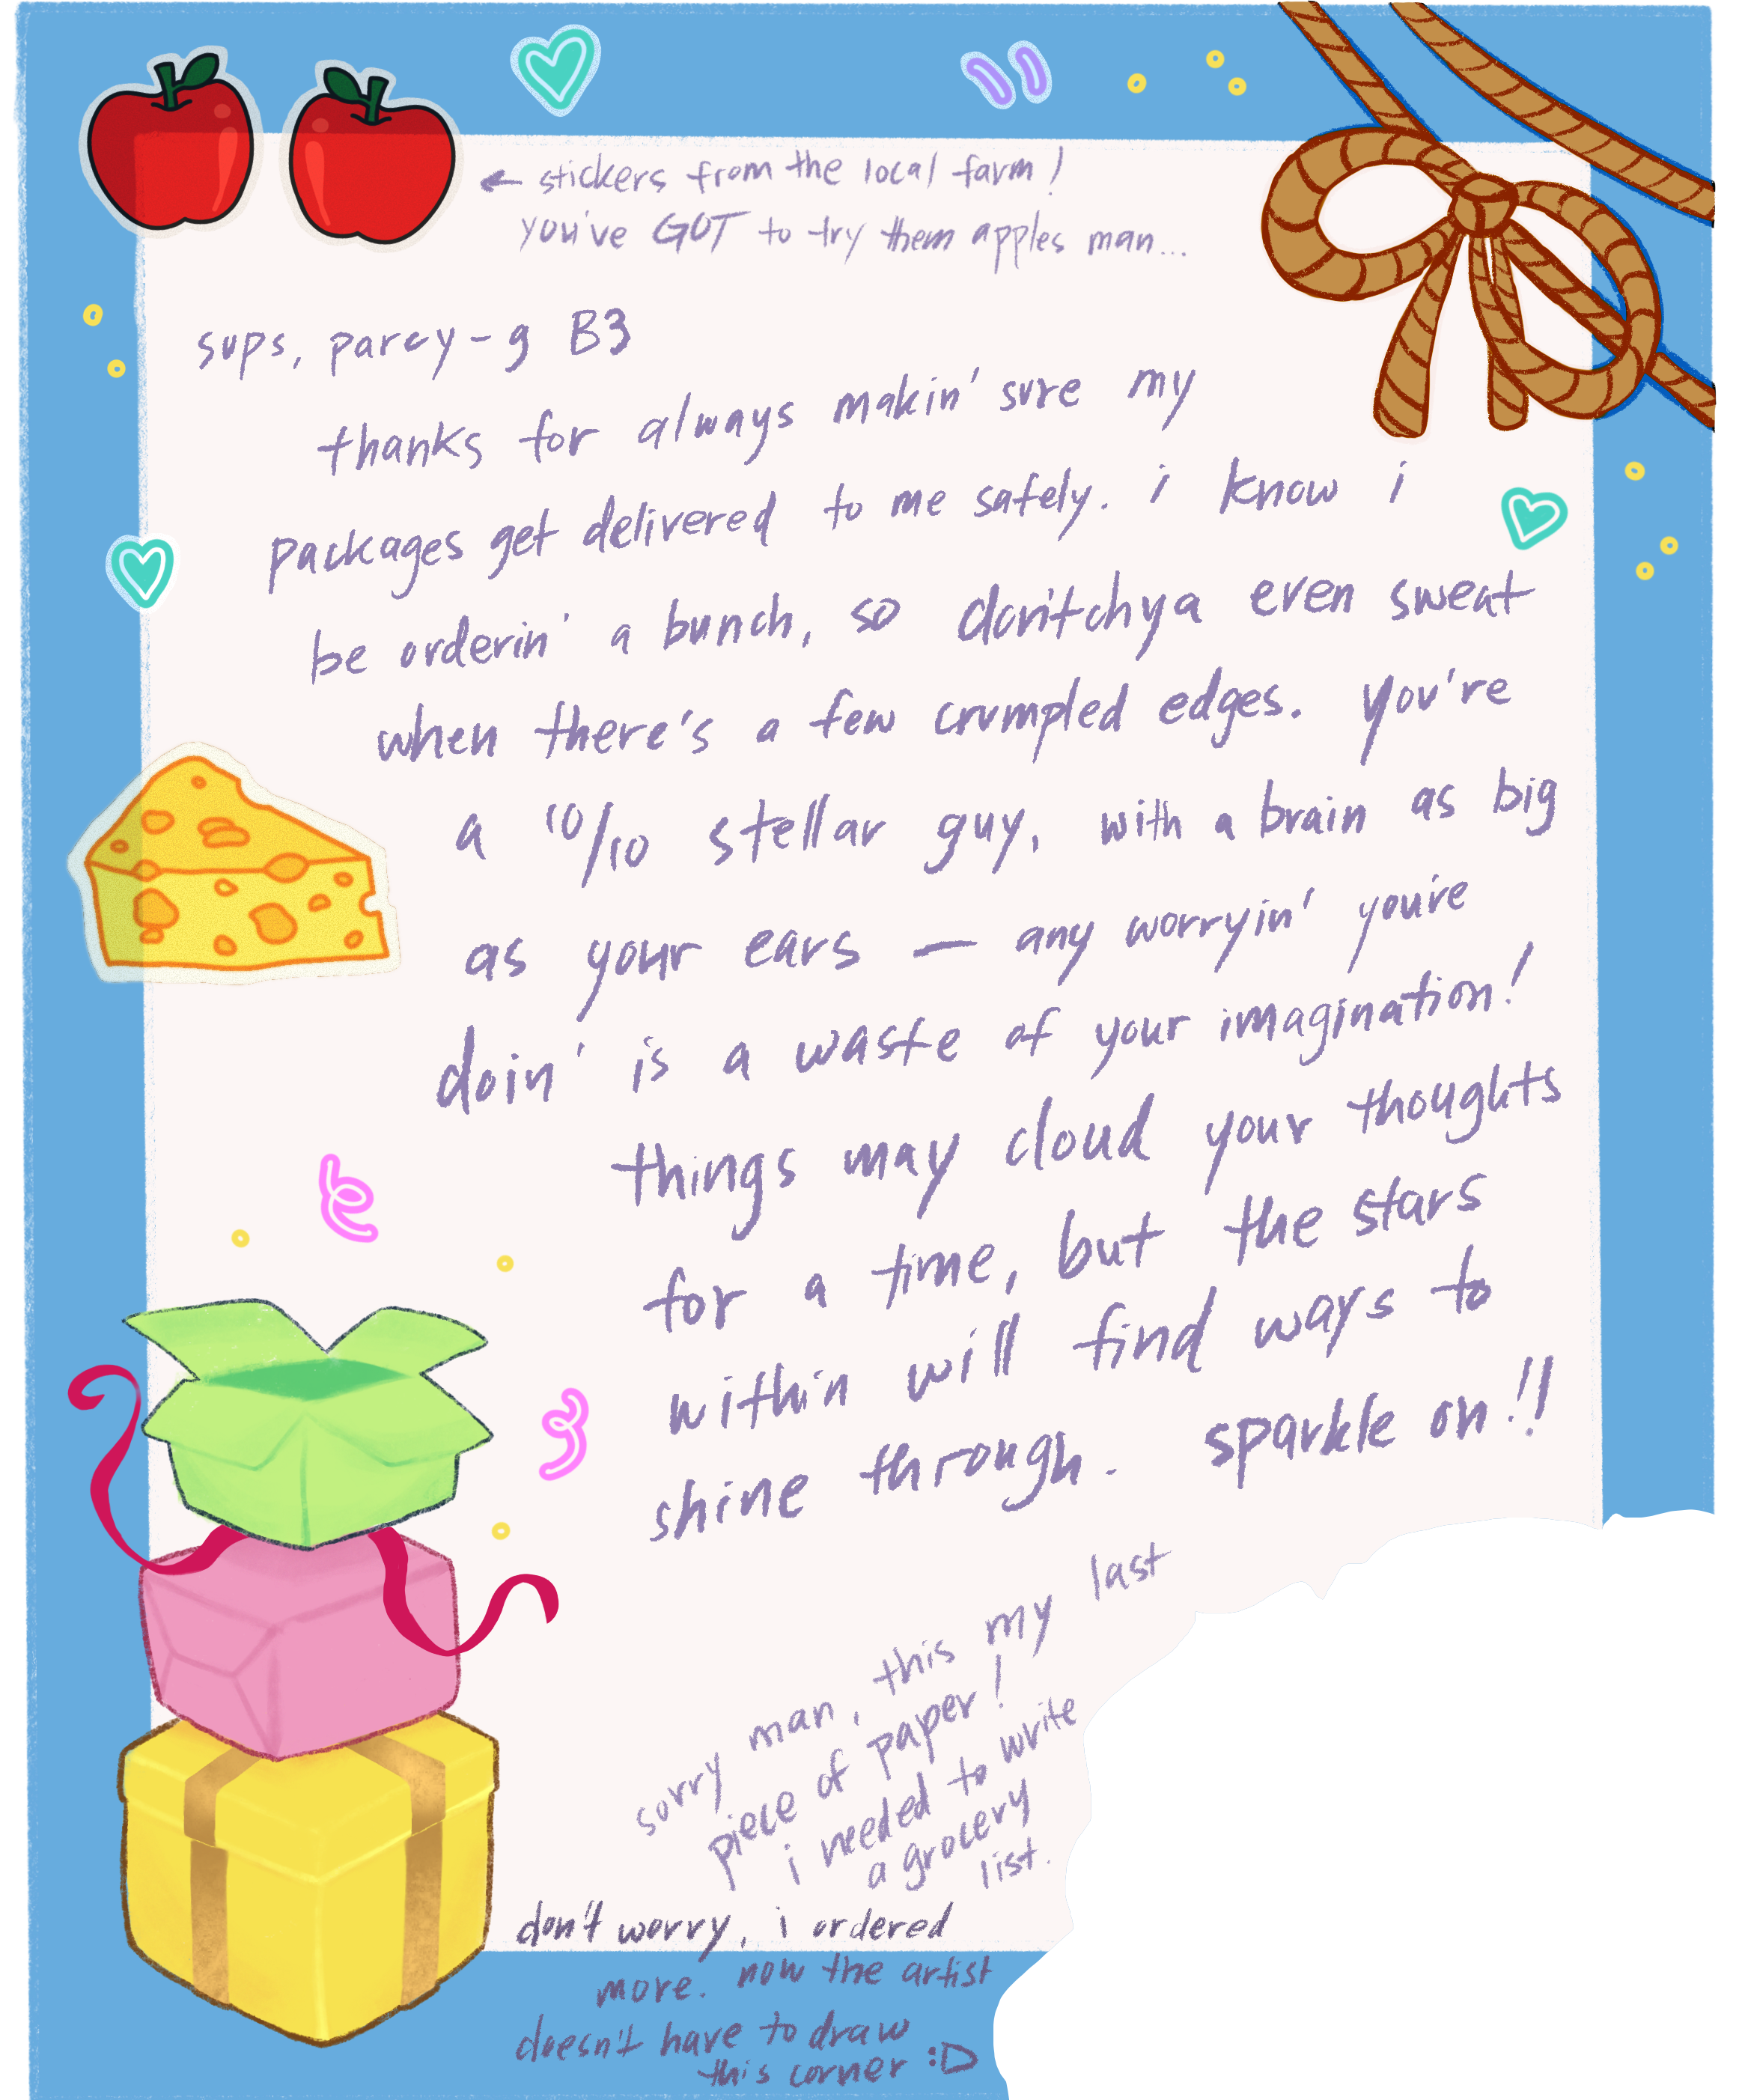 ← stickers from the local farm!
you've GOT to try them apples man...
sups, parcy-g B3
thanks for always makin' sure my
packages get delivered to me safely. i know i
be orderin' a bunch, so don'tchya even sweat
when there's a few crumpled edges. you're
a 10/10 stellar guy, with a brain as big
as your ears — any worryin' you're
doin' is a waste of your imagination!
things may cloud your thoughts
for a time, but the stars
within will find ways to
shine through. sparkle on!!
sorry man, this my last
piece of paper!
i needed to write
a grocery
list.
don't worry, i ordered
more. now the artist
doesn't have to draw
this corner :D